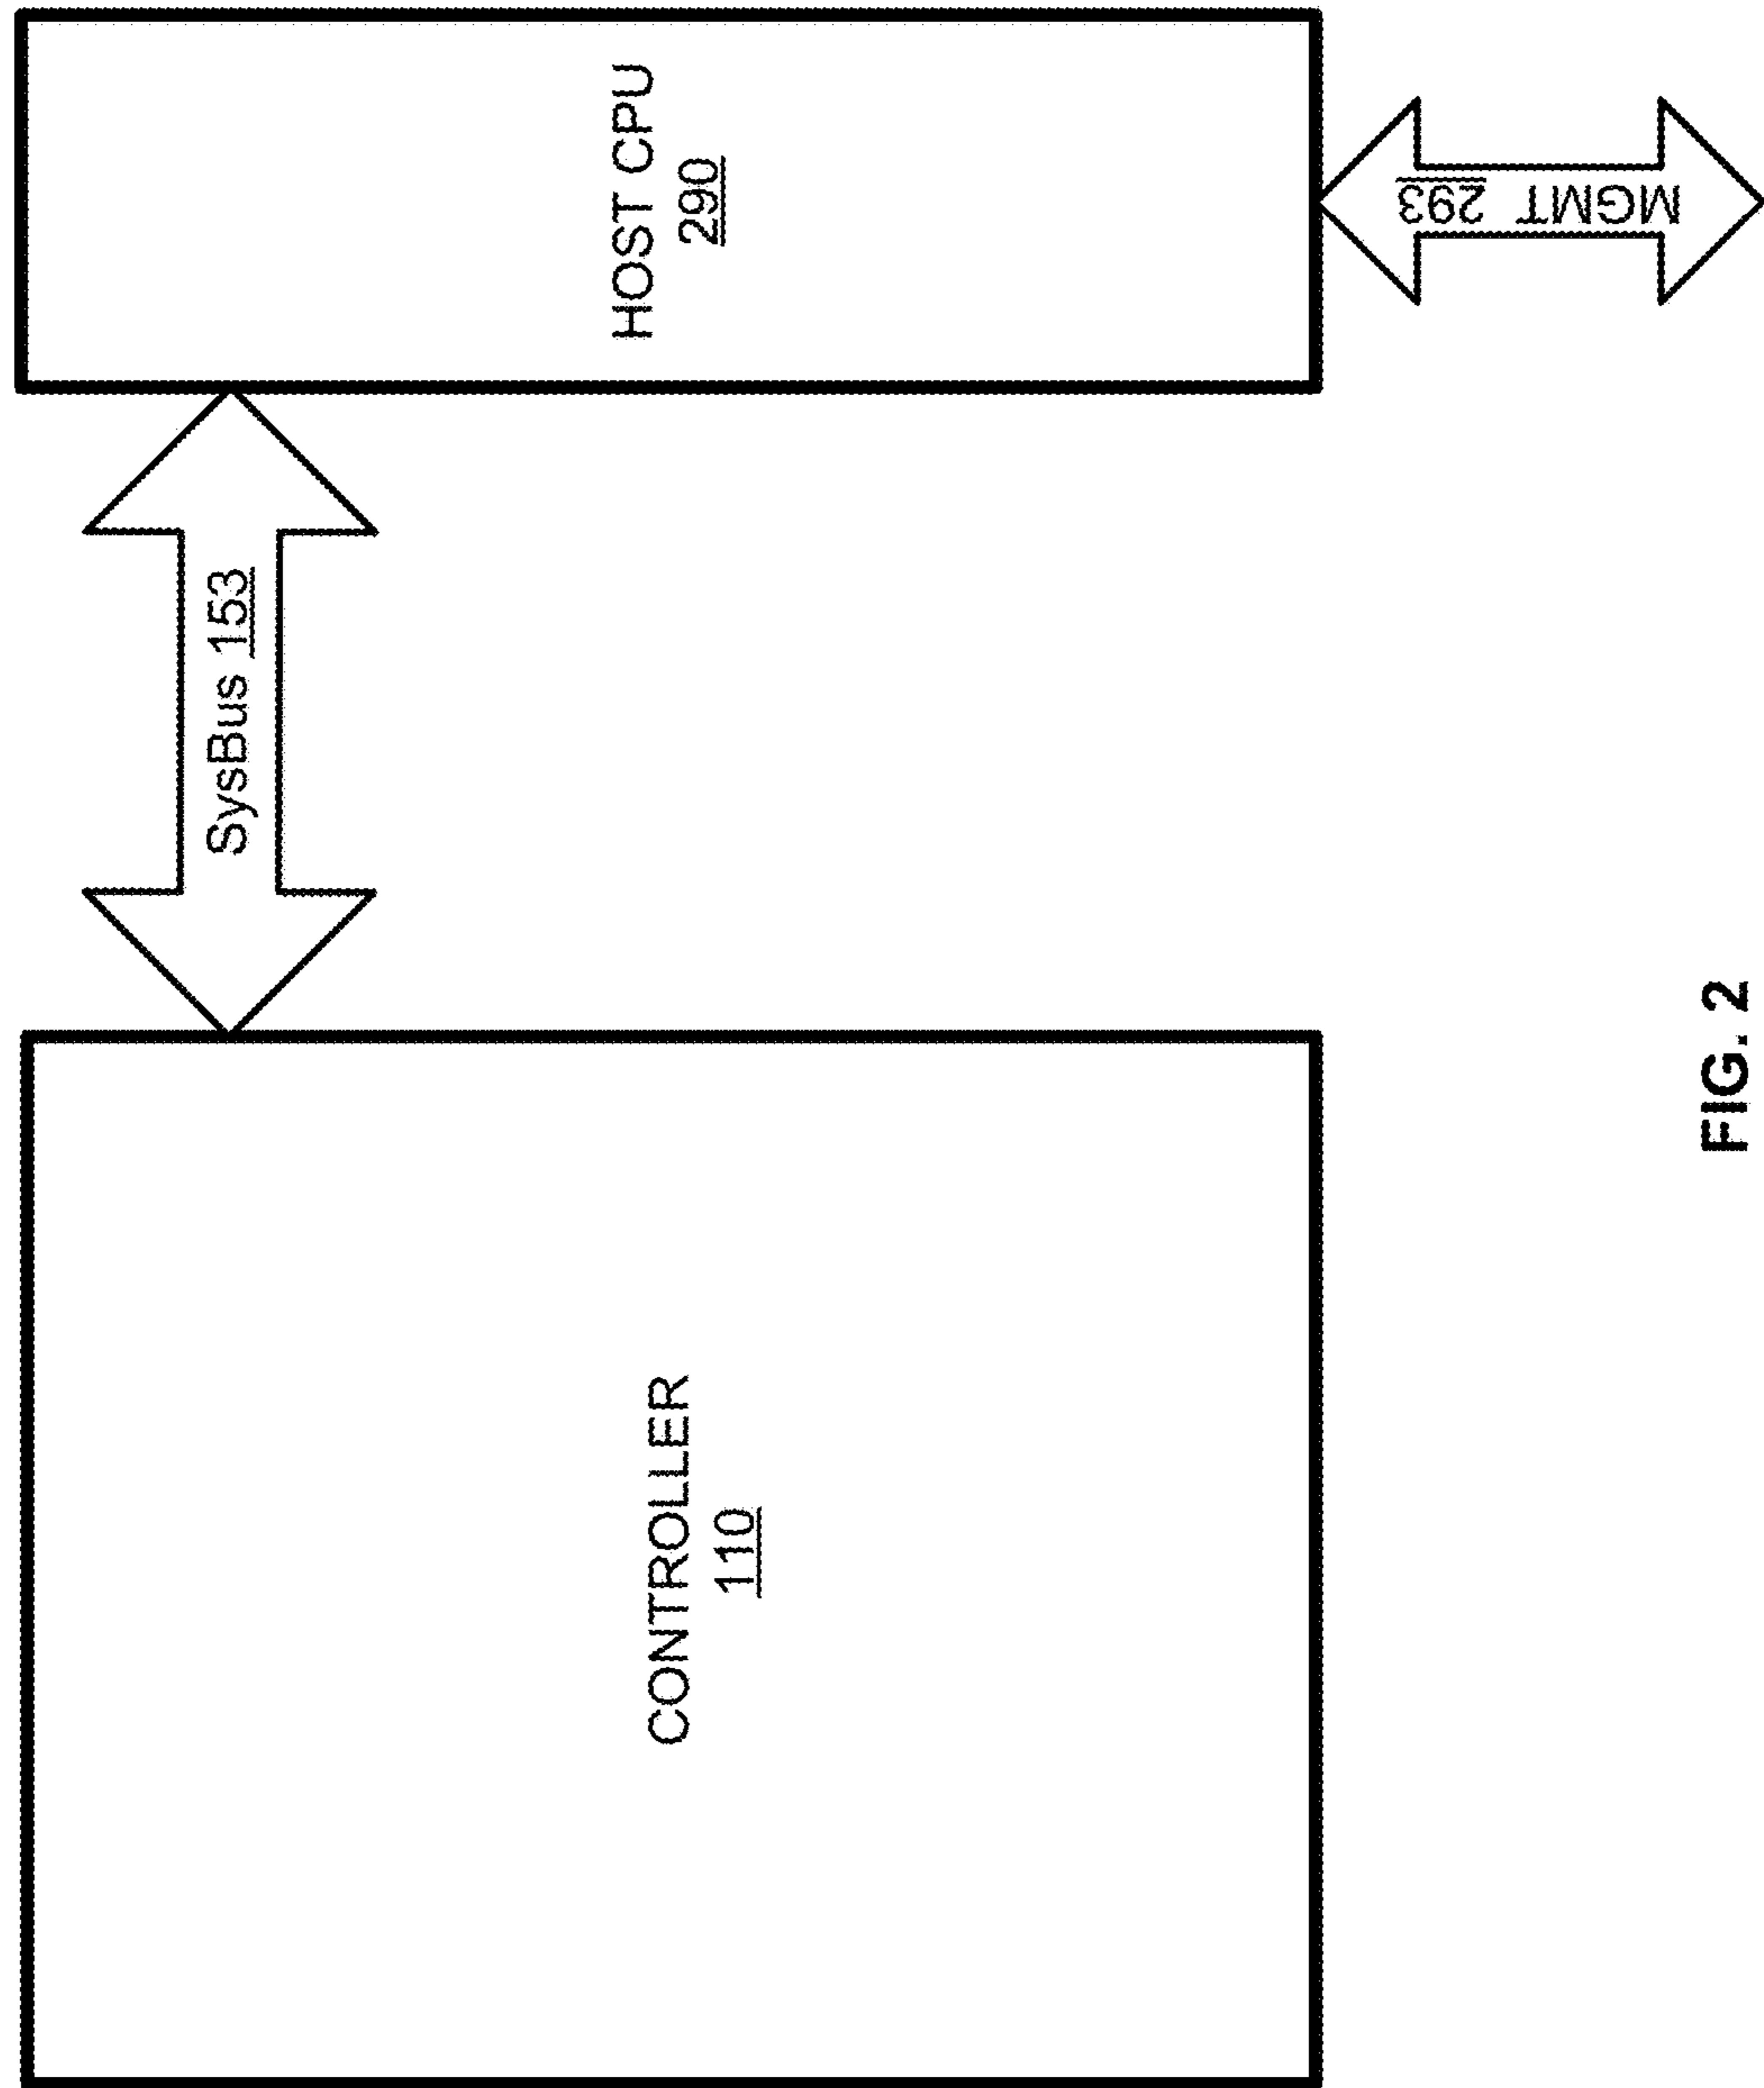 CONTROLLER
110
SysBus 153
HOST CPU
290
MGMT 293
FIG. 2